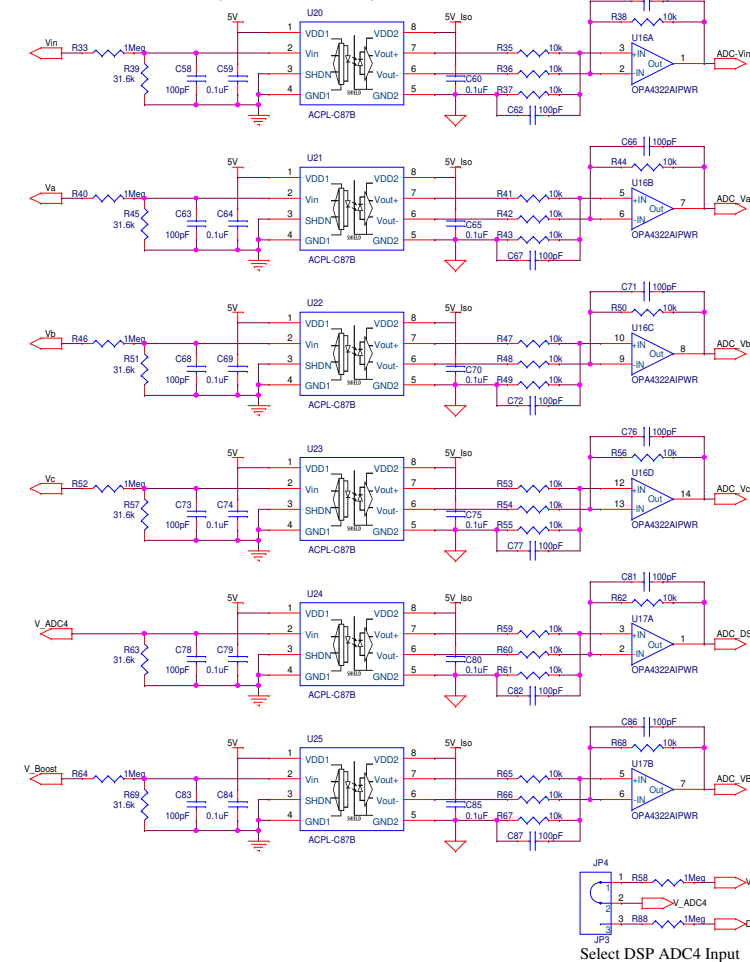 U20
5V 5V_Iso R38 10k
1 VDD1 VDD2 8
Vin R33 1Meg 2 Vin Vout+ 7 R35 10k 3 +IN U16A Out 1 ADC-Vin
R39 31.6k C58 100pF C59 0.1uF 3 SHDN Vout- 6 R36 10k 2 -IN
4 GND1 GND2 5 C60 0.1uF R37 10k OPA4322AIPWR
SHIELD
ACPL-C87B C62 100pF
U21
5V 5V_Iso C66 100pF
R44 10k
1 VDD1 VDD2 8
Va R40 1Meg 2 Vin Vout+ 7 R41 10k 5 +IN U16B Out 7 ADC_Va
R45 31.6k C63 100pF C64 0.1uF 3 SHDN Vout- 6 R42 10k 6 -IN
4 GND1 GND2 5 C65 0.1uF R43 10k OPA4322AIPWR
SHIELD
ACPL-C87B C67 100pF
U22
5V 5V_Iso C71 100pF
R50 10k
1 VDD1 VDD2 8
Vb R46 1Meg 2 Vin Vout+ 7 R47 10k 10 +IN U16C Out 8 ADC_Vb
R51 31.6k C68 100pF C69 0.1uF 3 SHDN Vout- 6 R48 10k 9 -IN
4 GND1 GND2 5 C70 0.1uF R49 10k OPA4322AIPWR
SHIELD
ACPL-C87B C72 100pF
U23
5V 5V_Iso C76 100pF
R56 10k
1 VDD1 VDD2 8
Vc R52 1Meg 2 Vin Vout+ 7 R53 10k 12 +IN U16D Out 14 ADC_Vc
R57 31.6k C73 100pF C74 0.1uF 3 SHDN Vout- 6 R54 10k 13 -IN
4 GND1 GND2 5 C75 0.1uF R55 10k OPA4322AIPWR
SHIELD
ACPL-C87B C77 100pF
U24
5V 5V_Iso C81 100pF
R62 10k
1 VDD1 VDD2 8
V_ADC4 2 Vin Vout+ 7 R59 10k 3 +IN U17A Out 1 ADC_DS
R63 31.6k C78 100pF C79 0.1uF 3 SHDN Vout- 6 R60 10k 2 -IN
4 GND1 GND2 5 C80 0.1uF R61 10k OPA4322AIPWR
SHIELD
ACPL-C87B C82 100pF
U25
5V 5V_Iso C86 100pF
R68 10k
1 VDD1 VDD2 8
V_Boost R64 1Meg 2 Vin Vout+ 7 R65 10k 5 +IN U17B Out 7 ADC_VB
R69 31.6k C83 100pF C84 0.1uF 3 SHDN Vout- 6 R66 10k 6 -IN
4 GND1 GND2 5 C85 0.1uF R67 10k OPA4322AIPWR
SHIELD
ACPL-C87B C87 100pF
JP4
1 1 R58 1Meg V
2 2 V_ADC4
3 3 R88 1Meg D
JP3
Select DSP ADC4 Input